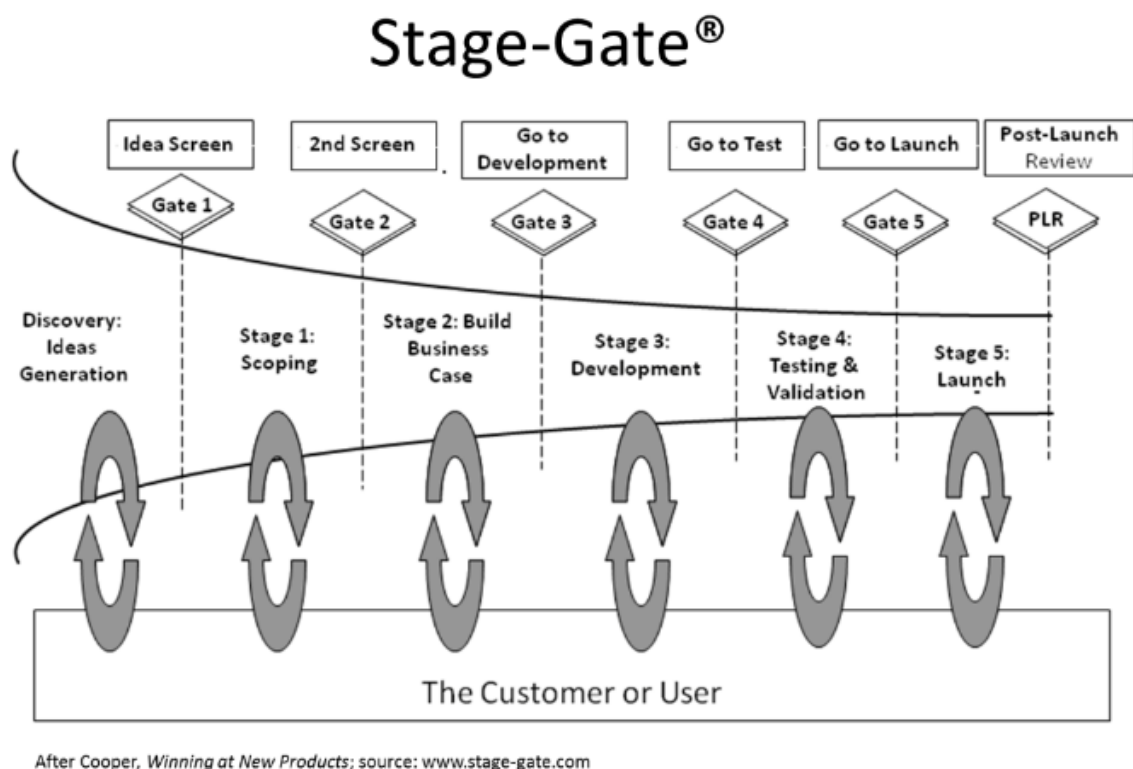 Stage-Gate®
Idea Screen
2nd Screen
Go to
Development
Go to Test
Go to Launch
Post-Launch
Review
Gate 1
Gate 2
Gate 3
Gate 4
Gate 5
PLR
Discovery:
Ideas
Generation
Stage 1:
Scoping
Stage 2: Build
Business
Case
Stage 3:
Development
Stage 4:
Testing &
Validation
Stage 5:
Launch
The Customer or User
After Cooper, Winning at New Products; source: www.stage-gate.com